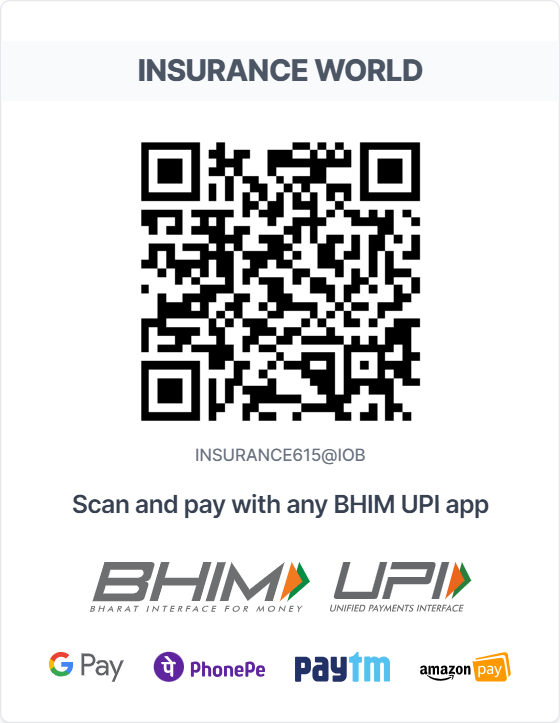 INSURANCE WORLD
INSURANCE615@IOB
Scan and pay with any BHIM UPI app
BHIM UPI
BHARAT INTERFACE FOR MONEY UNIFIED PAYMENTS INTERFACE
G Pay PhonePe paytm amazon pay